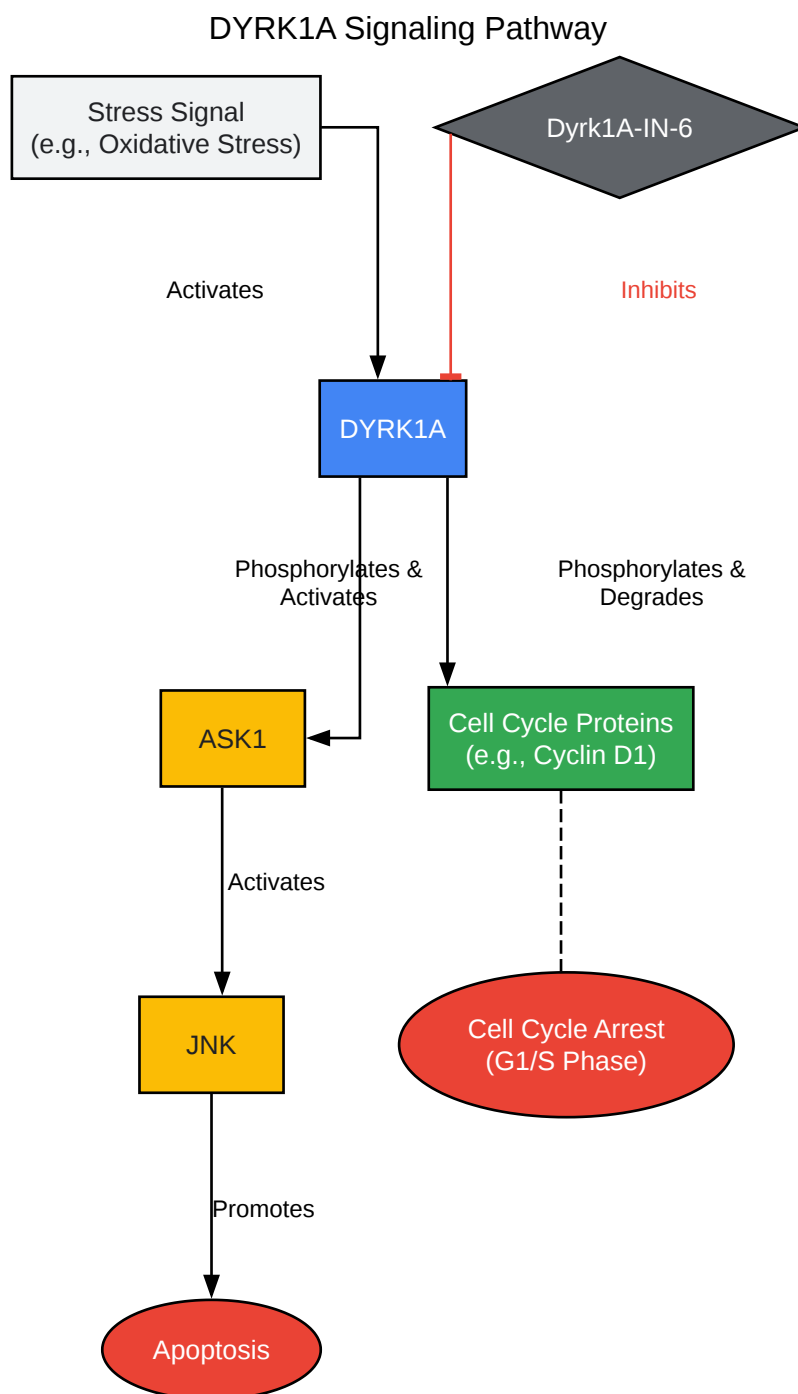 DYRK1A Signaling Pathway
Stress Signal
(e.g., Oxidative Stress)
Dyrk1A-IN-6
Activates
Inhibits
DYRK1A
Phosphorylates &
Activates
Phosphorylates &
Degrades
ASK1
Cell Cycle Proteins
(e.g., Cyclin D1)
Activates
JNK
Cell Cycle Arrest
(G1/S Phase)
Promotes
Apoptosis